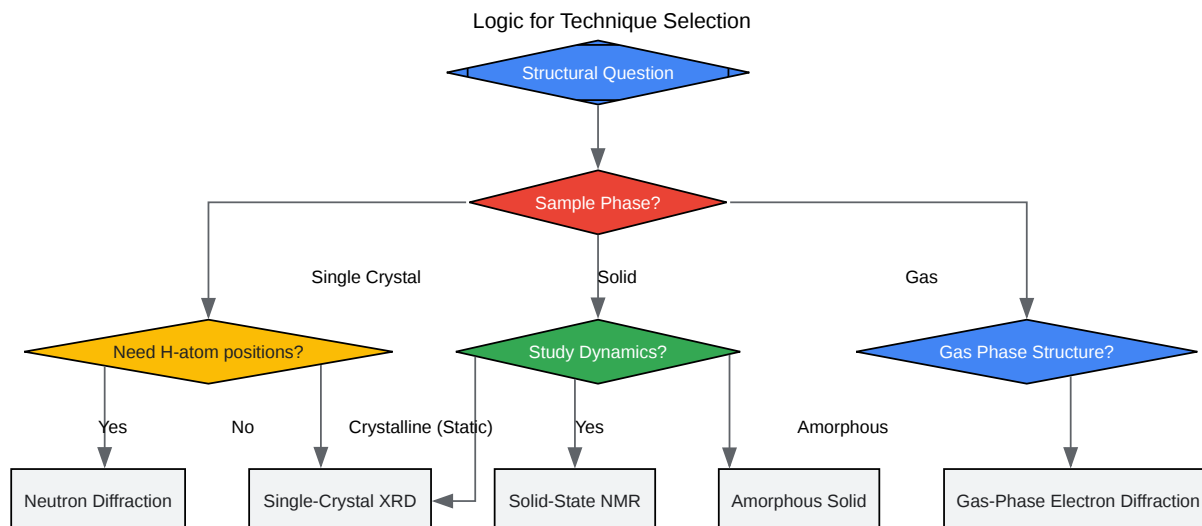 Logic for Technique Selection
Structural Question
Sample Phase?
Single Crystal
Solid
Gas
Need H-atom positions?
Study Dynamics?
Gas Phase Structure?
Yes
No
Crystalline (Static)
Yes
Amorphous
Neutron Diffraction
Single-Crystal XRD
Solid-State NMR
Amorphous Solid
Gas-Phase Electron Diffraction